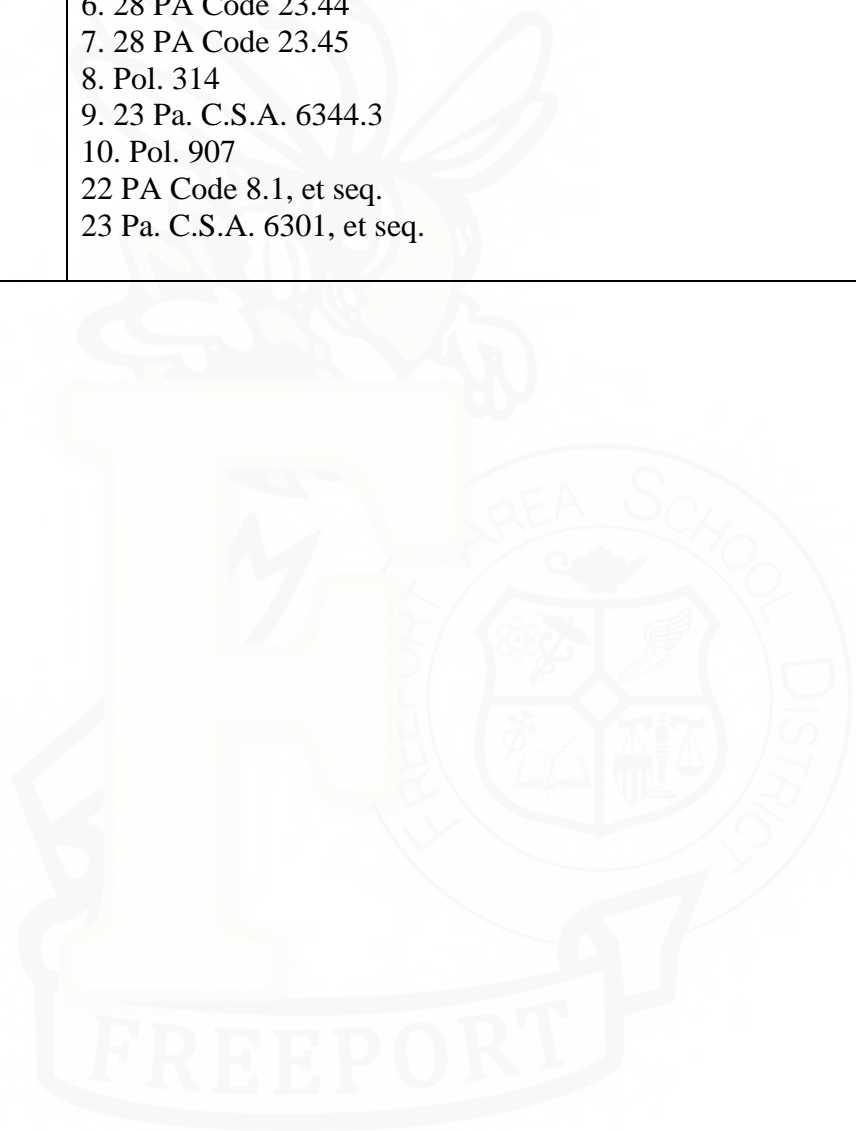 6. 28 PA Code 23.44
7. 28 PA Code 23.45
8. Pol. 314
9. 23 Pa. C.S.A. 6344.3
10. Pol. 907
22 PA Code 8.1, et seq.
23 Pa. C.S.A. 6301, et seq.
FREEPORT AREA SCHOOL DISTRICT
FREEPORT